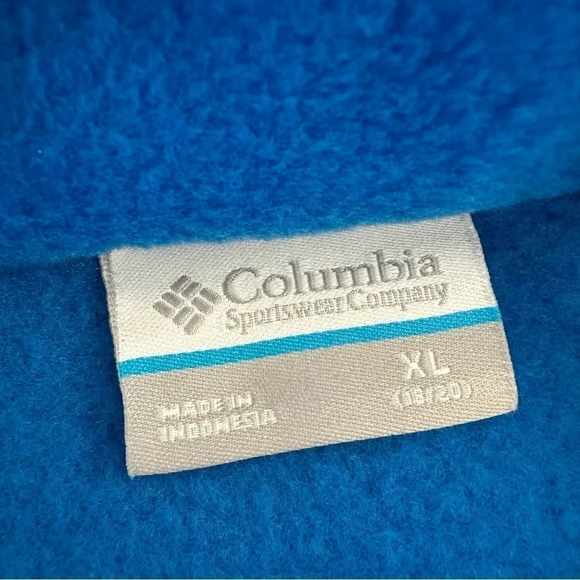 Columbia
Sportswear Company
XL
(18/20)
MADE IN
INDONESIA